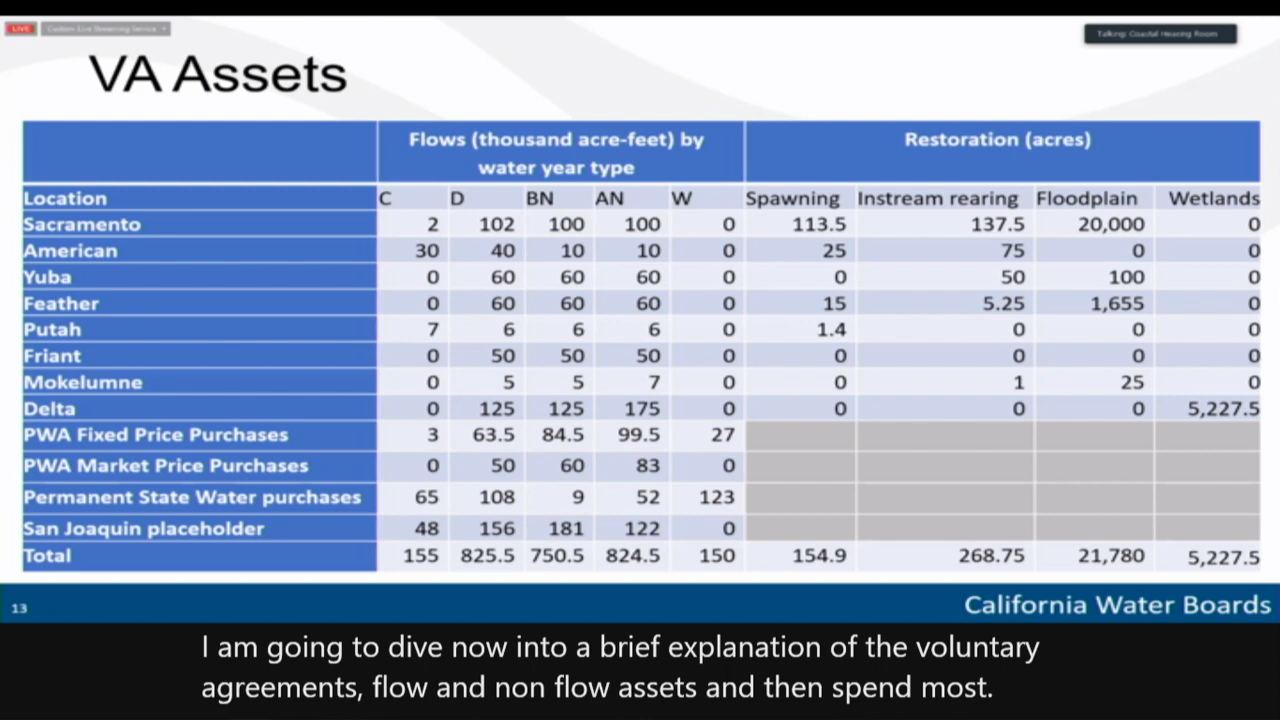 LIVE Custom Live Streaming Service
Talking: Coastal Hearing Room
VA Assets
Flows (thousand acre-feet) by
water year type
Restoration (acres)
Location C D BN AN W Spawning Instream rearing Floodplain Wetlands
Sacramento 2 102 100 100 0 113.5 137.5 20,000 0
American 30 40 10 10 0 25 75 0 0
Yuba 0 60 60 60 0 0 50 100 0
Feather 0 60 60 60 0 15 5.25 1,655 0
Putah 7 6 6 6 0 1.4 0 0 0
Friant 0 50 50 50 0 0 0 0 0
Mokelumne 0 5 5 7 0 0 1 25 0
Delta 0 125 125 175 0 0 0 0 5,227.5
PWA Fixed Price Purchases 3 63.5 84.5 99.5 27
PWA Market Price Purchases 0 50 60 83 0
Permanent State Water purchases 65 108 9 52 123
San Joaquin placeholder 48 156 181 122 0
Total 155 825.5 750.5 824.5 150 154.9 268.75 21,780 5,227.5
13
California Water Boards
I am going to dive now into a brief explanation of the voluntary
agreements, flow and non flow assets and then spend most.